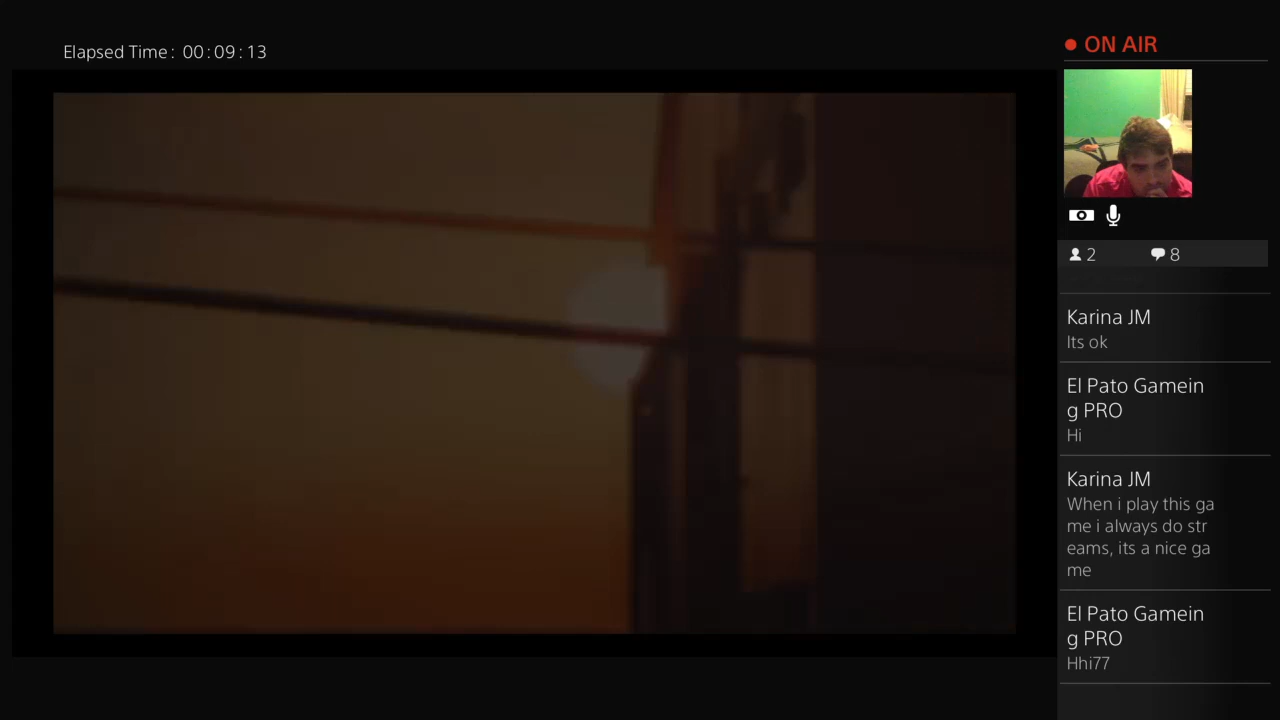 Elapsed Time: 00:09:13
ON AIR
2
8
Karina JM
Its ok
El Pato Gamein
g PRO
Hi
Karina JM
When i play this ga
me i always do str
eams, its a nice ga
me
El Pato Gamein
g PRO
Hhi77